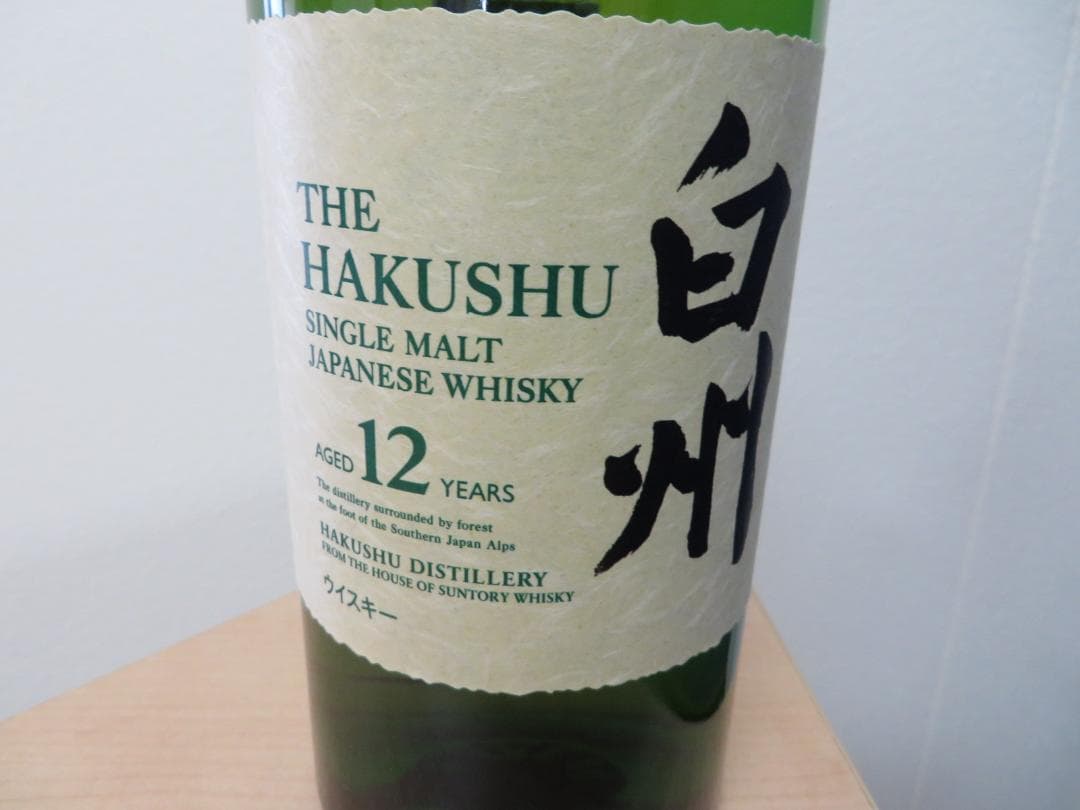 THE
HAKUSHU
SINGLE MALT
JAPANESE WHISKY
AGED 12 YEARS
The distillery surrounded by forest
at the foot of the Southern Japan Alps
HAKUSHU DISTILLERY
FROM THE HOUSE OF SUNTORY WHISKY
ウイスキー
白州